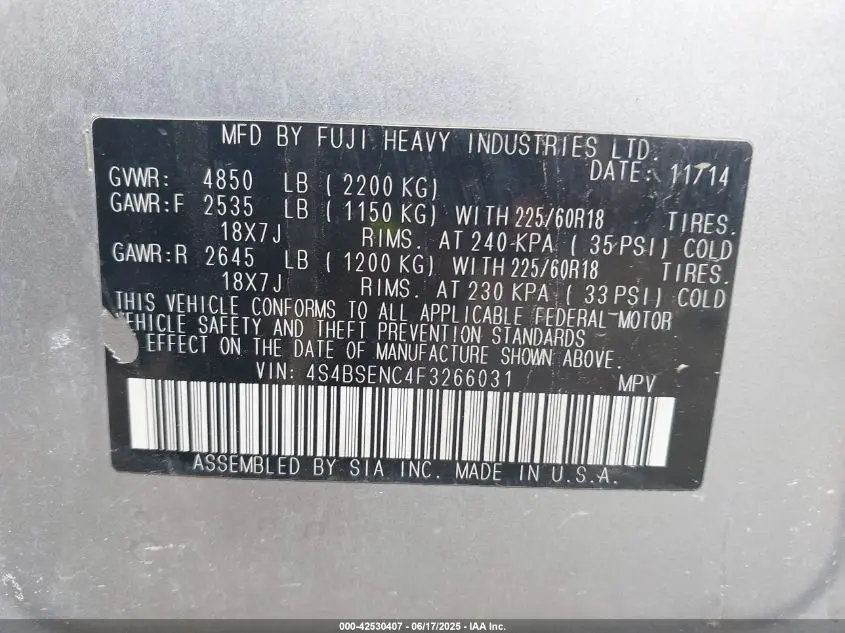 MFD BY FUJI HEAVY INDUSTRIES LTD.
DATE: 11/14
GVWR: 4850 LB ( 2200 KG)
GAWR:F 2535 LB ( 1150 KG) WITH 225/60R18 TIRES.
18X7J RIMS. AT 240 KPA ( 35 PSI) COLD
GAWR:R 2645 LB ( 1200 KG) WITH 225/60R18 TIRES.
18X7J RIMS. AT 230 KPA ( 33 PSI) COLD
THIS VEHICLE CONFORMS TO ALL APPLICABLE FEDERAL MOTOR
VEHICLE SAFETY AND THEFT PREVENTION STANDARDS
EFFECT ON THE DATE OF MANUFACTURE SHOWN ABOVE.
VIN: 4S4BSENC4F3266031 MPV
ASSEMBLED BY SIA INC. MADE IN U.S.A.
000-42530407 - 06/17/2025 - IAA Inc.